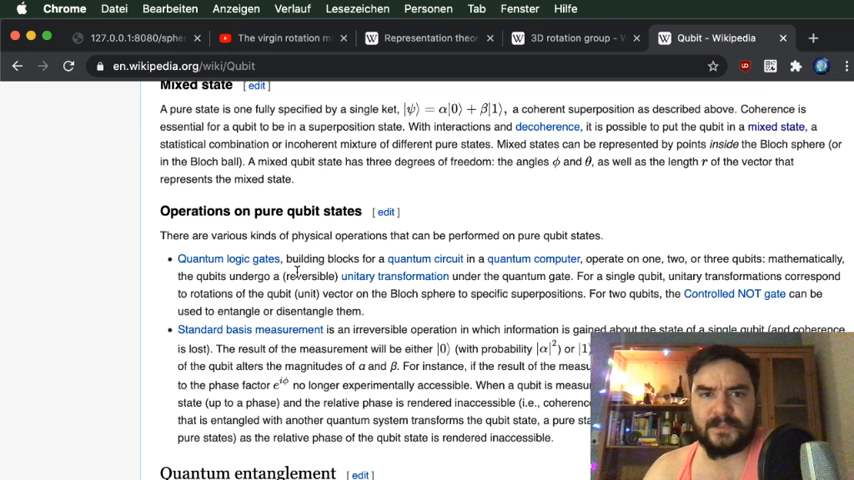 Chrome Datei Bearbeiten Anzeigen Verlauf Lesezeichen Personen Tab Fenster Hilfe
127.0.0.1:8080/sphe × The virgin rotation m × Representation theo × 3D rotation group - W × Qubit - Wikipedia × +
en.wikipedia.org/wiki/Qubit
Mixed state [ edit ]
A pure state is one fully specified by a single ket, |ψ⟩ = α|0⟩ + β|1⟩, a coherent superposition as described above. Coherence is
essential for a qubit to be in a superposition state. With interactions and decoherence, it is possible to put the qubit in a mixed state, a
statistical combination or incoherent mixture of different pure states. Mixed states can be represented by points inside the Bloch sphere (or
in the Bloch ball). A mixed qubit state has three degrees of freedom: the angles ϕ and θ, as well as the length r of the vector that
represents the mixed state.
Operations on pure qubit states [ edit ]
There are various kinds of physical operations that can be performed on pure qubit states.
• Quantum logic gates, building blocks for a quantum circuit in a quantum computer, operate on one, two, or three qubits: mathematically,
the qubits undergo a (reversible) unitary transformation under the quantum gate. For a single qubit, unitary transformations correspond
to rotations of the qubit (unit) vector on the Bloch sphere to specific superpositions. For two qubits, the Controlled NOT gate can be
used to entangle or disentangle them.
• Standard basis measurement is an irreversible operation in which information is gained about the state of a single qubit (and coherence
is lost). The result of the measurement will be either |0⟩ (with probability |α|²) or |1
of the qubit alters the magnitudes of α and β. For instance, if the result of the measu
to the phase factor e^{iϕ} no longer experimentally accessible. When a qubit is measu
state (up to a phase) and the relative phase is rendered inaccessible (i.e., coherenc
that is entangled with another quantum system transforms the qubit state, a pure sta
pure states) as the relative phase of the qubit state is rendered inaccessible.
Quantum entanglement [ edit ]